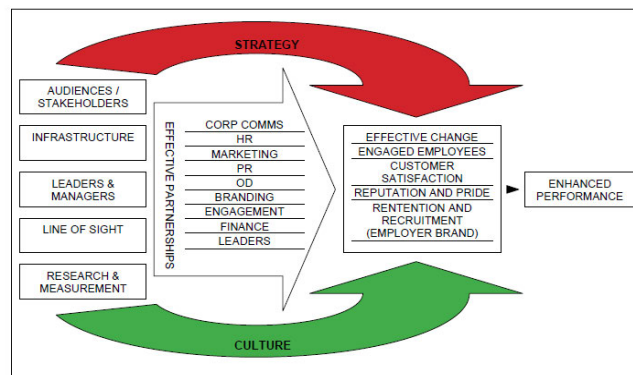 STRATEGY
AUDIENCES /
STAKEHOLDERS
INFRASTRUCTURE
LEADERS &
MANAGERS
LINE OF SIGHT
RESEARCH &
MEASUREMENT
EFFECTIVE PARTNERSHIPS
CORP COMMS
HR
MARKETING
PR
OD
BRANDING
ENGAGEMENT
FINANCE
LEADERS
EFFECTIVE CHANGE
ENGAGED EMPLOYEES
CUSTOMER
SATISFACTION
REPUTATION AND PRIDE
RENTENTION AND
RECRUITMENT
(EMPLOYER BRAND)
ENHANCED
PERFORMANCE
CULTURE